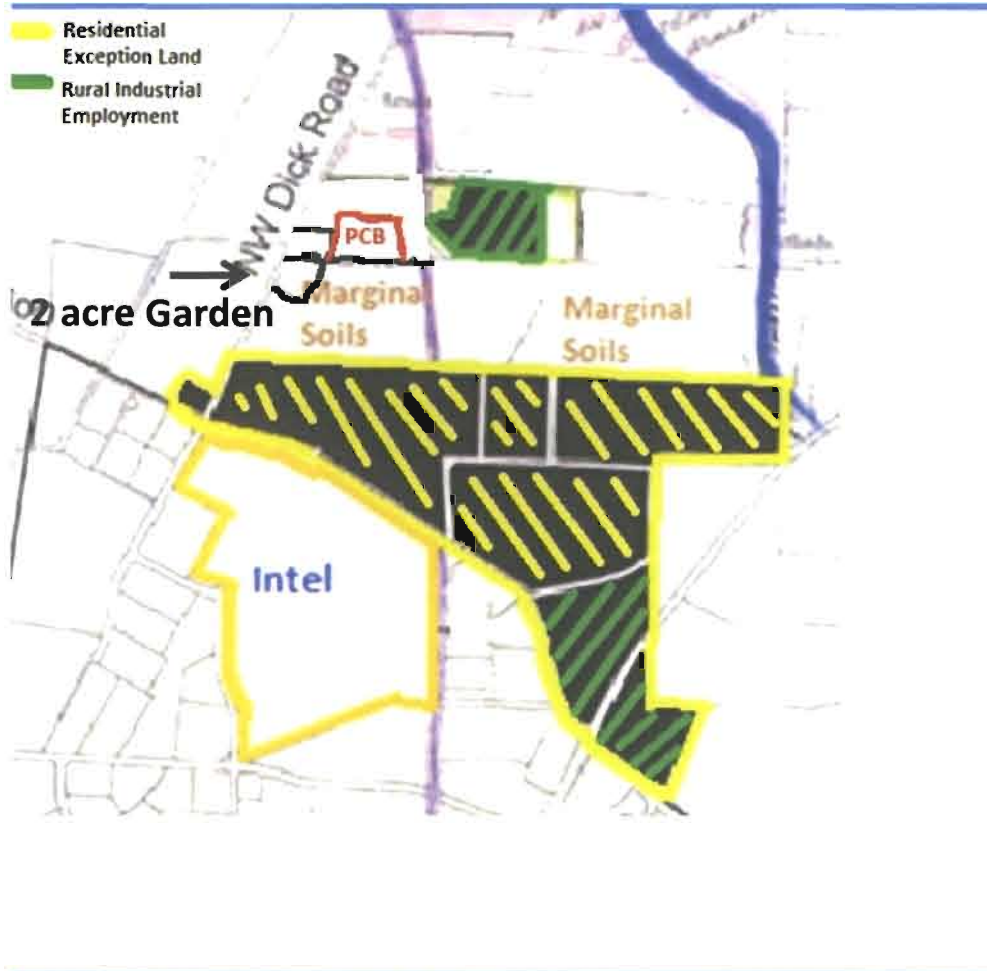 Residential
Exception Land
Rural Industrial
Employment
NW Dick Road
PCB
2 acre Garden
Marginal
Soils
Marginal
Soils
Intel